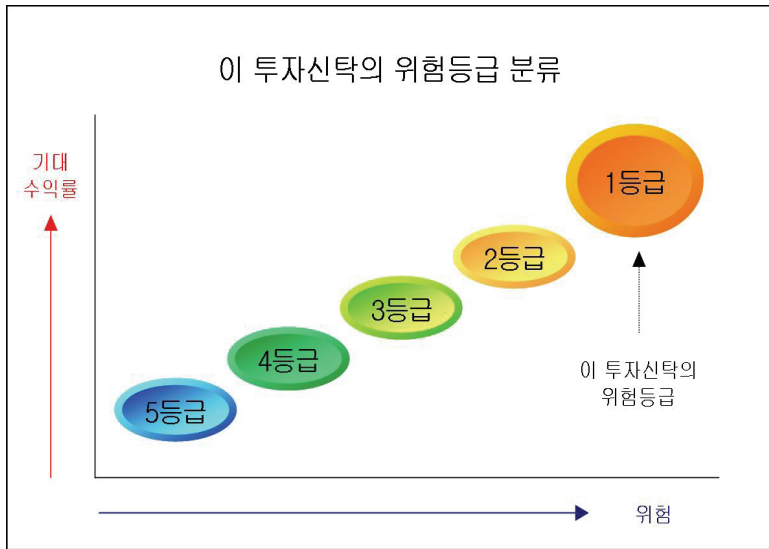 이 투자신탁의 위험등급 분류
기대
수익률
1등급
2등급
3등급
4등급
5등급
이 투자신탁의
위험등급
위험